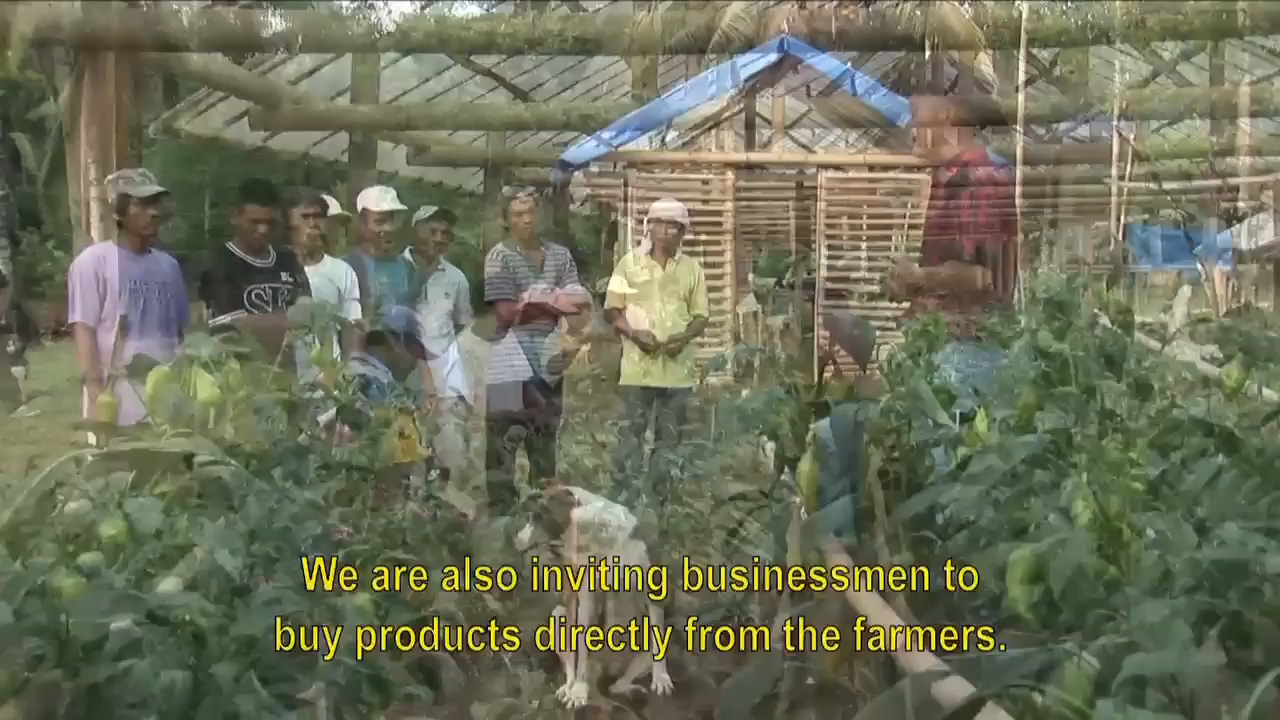 We are also inviting businessmen to
buy products directly from the farmers.